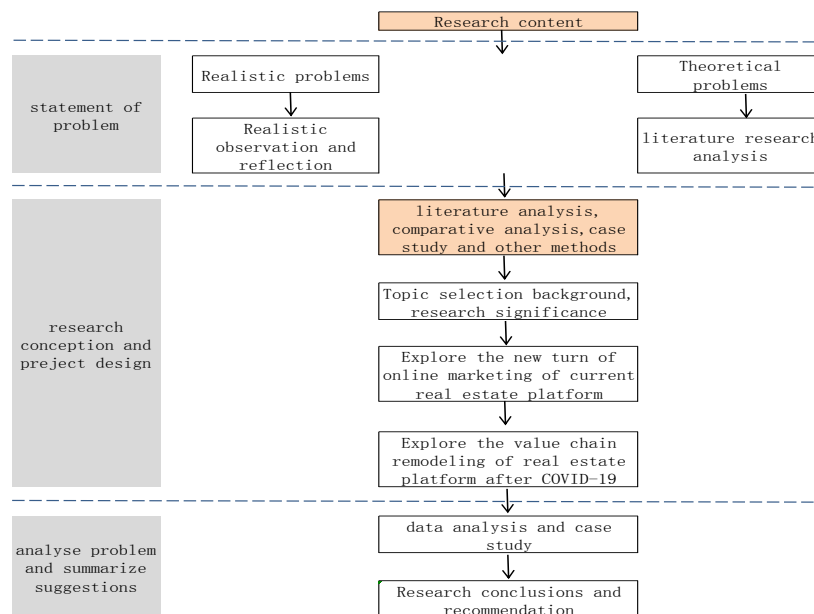 Research content
statement of
problem
Realistic problems
Theoretical
problems
Realistic
observation and
reflection
literature research
analysis
research
conception and
preject design
literature analysis,
comparative analysis,case
study and other methods
Topic selection background,
research significance
Explore the new turn of
online marketing of current
real estate platform
Explore the value chain
remodeling of real estate
platform after COVID-19
analyse problem
and summarize
suggestions
data analysis and case
study
Research conclusions and
recommendation